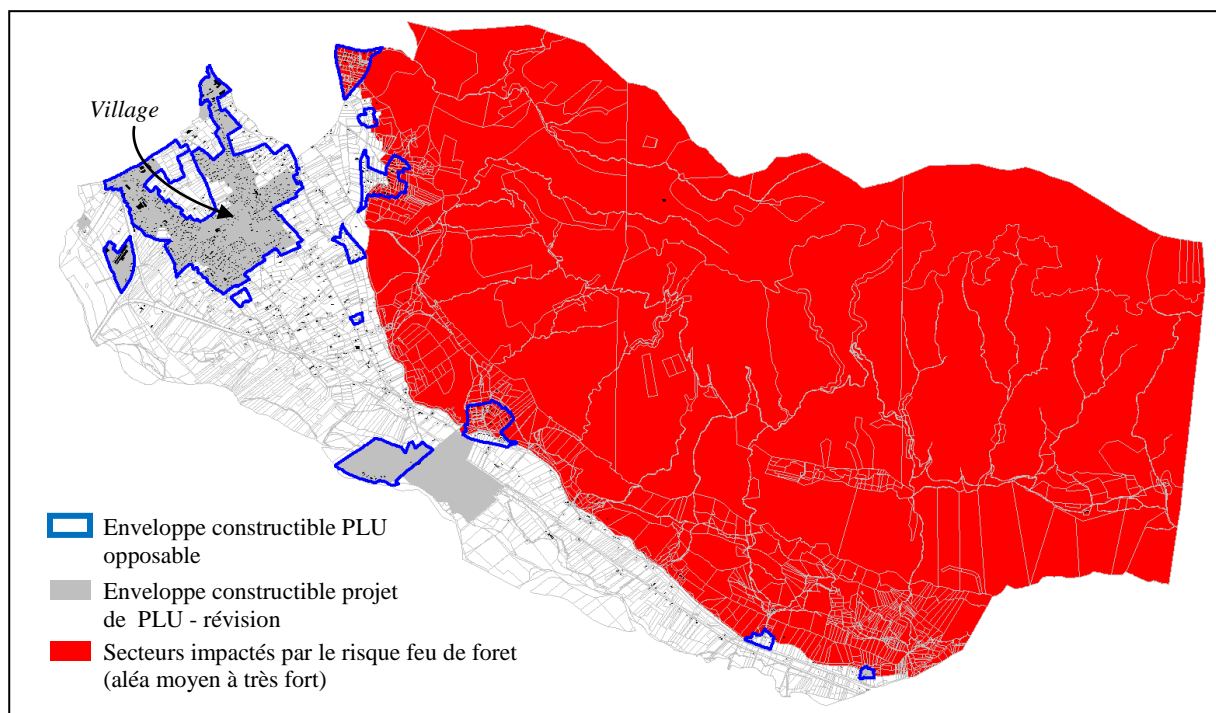 Village
Enveloppe constructible PLU
opposable
Enveloppe constructible projet
de PLU - révision
Secteurs impactés par le risque feu de foret
(aléa moyen à très fort)